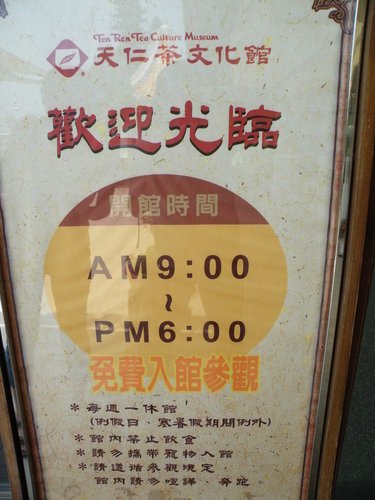 Ten Ren Tea Culture Museum
天仁茶文化館
歡迎光臨
開館時間
AM9:00
~
PM6:00
免費入館參觀
*每週一休館
(例假日、寒暑假期間例外)
*館內禁止飲食
*請勿攜帶寵物入館
*請遵循參觀規定,
館內請勿喧譁、奔跑。